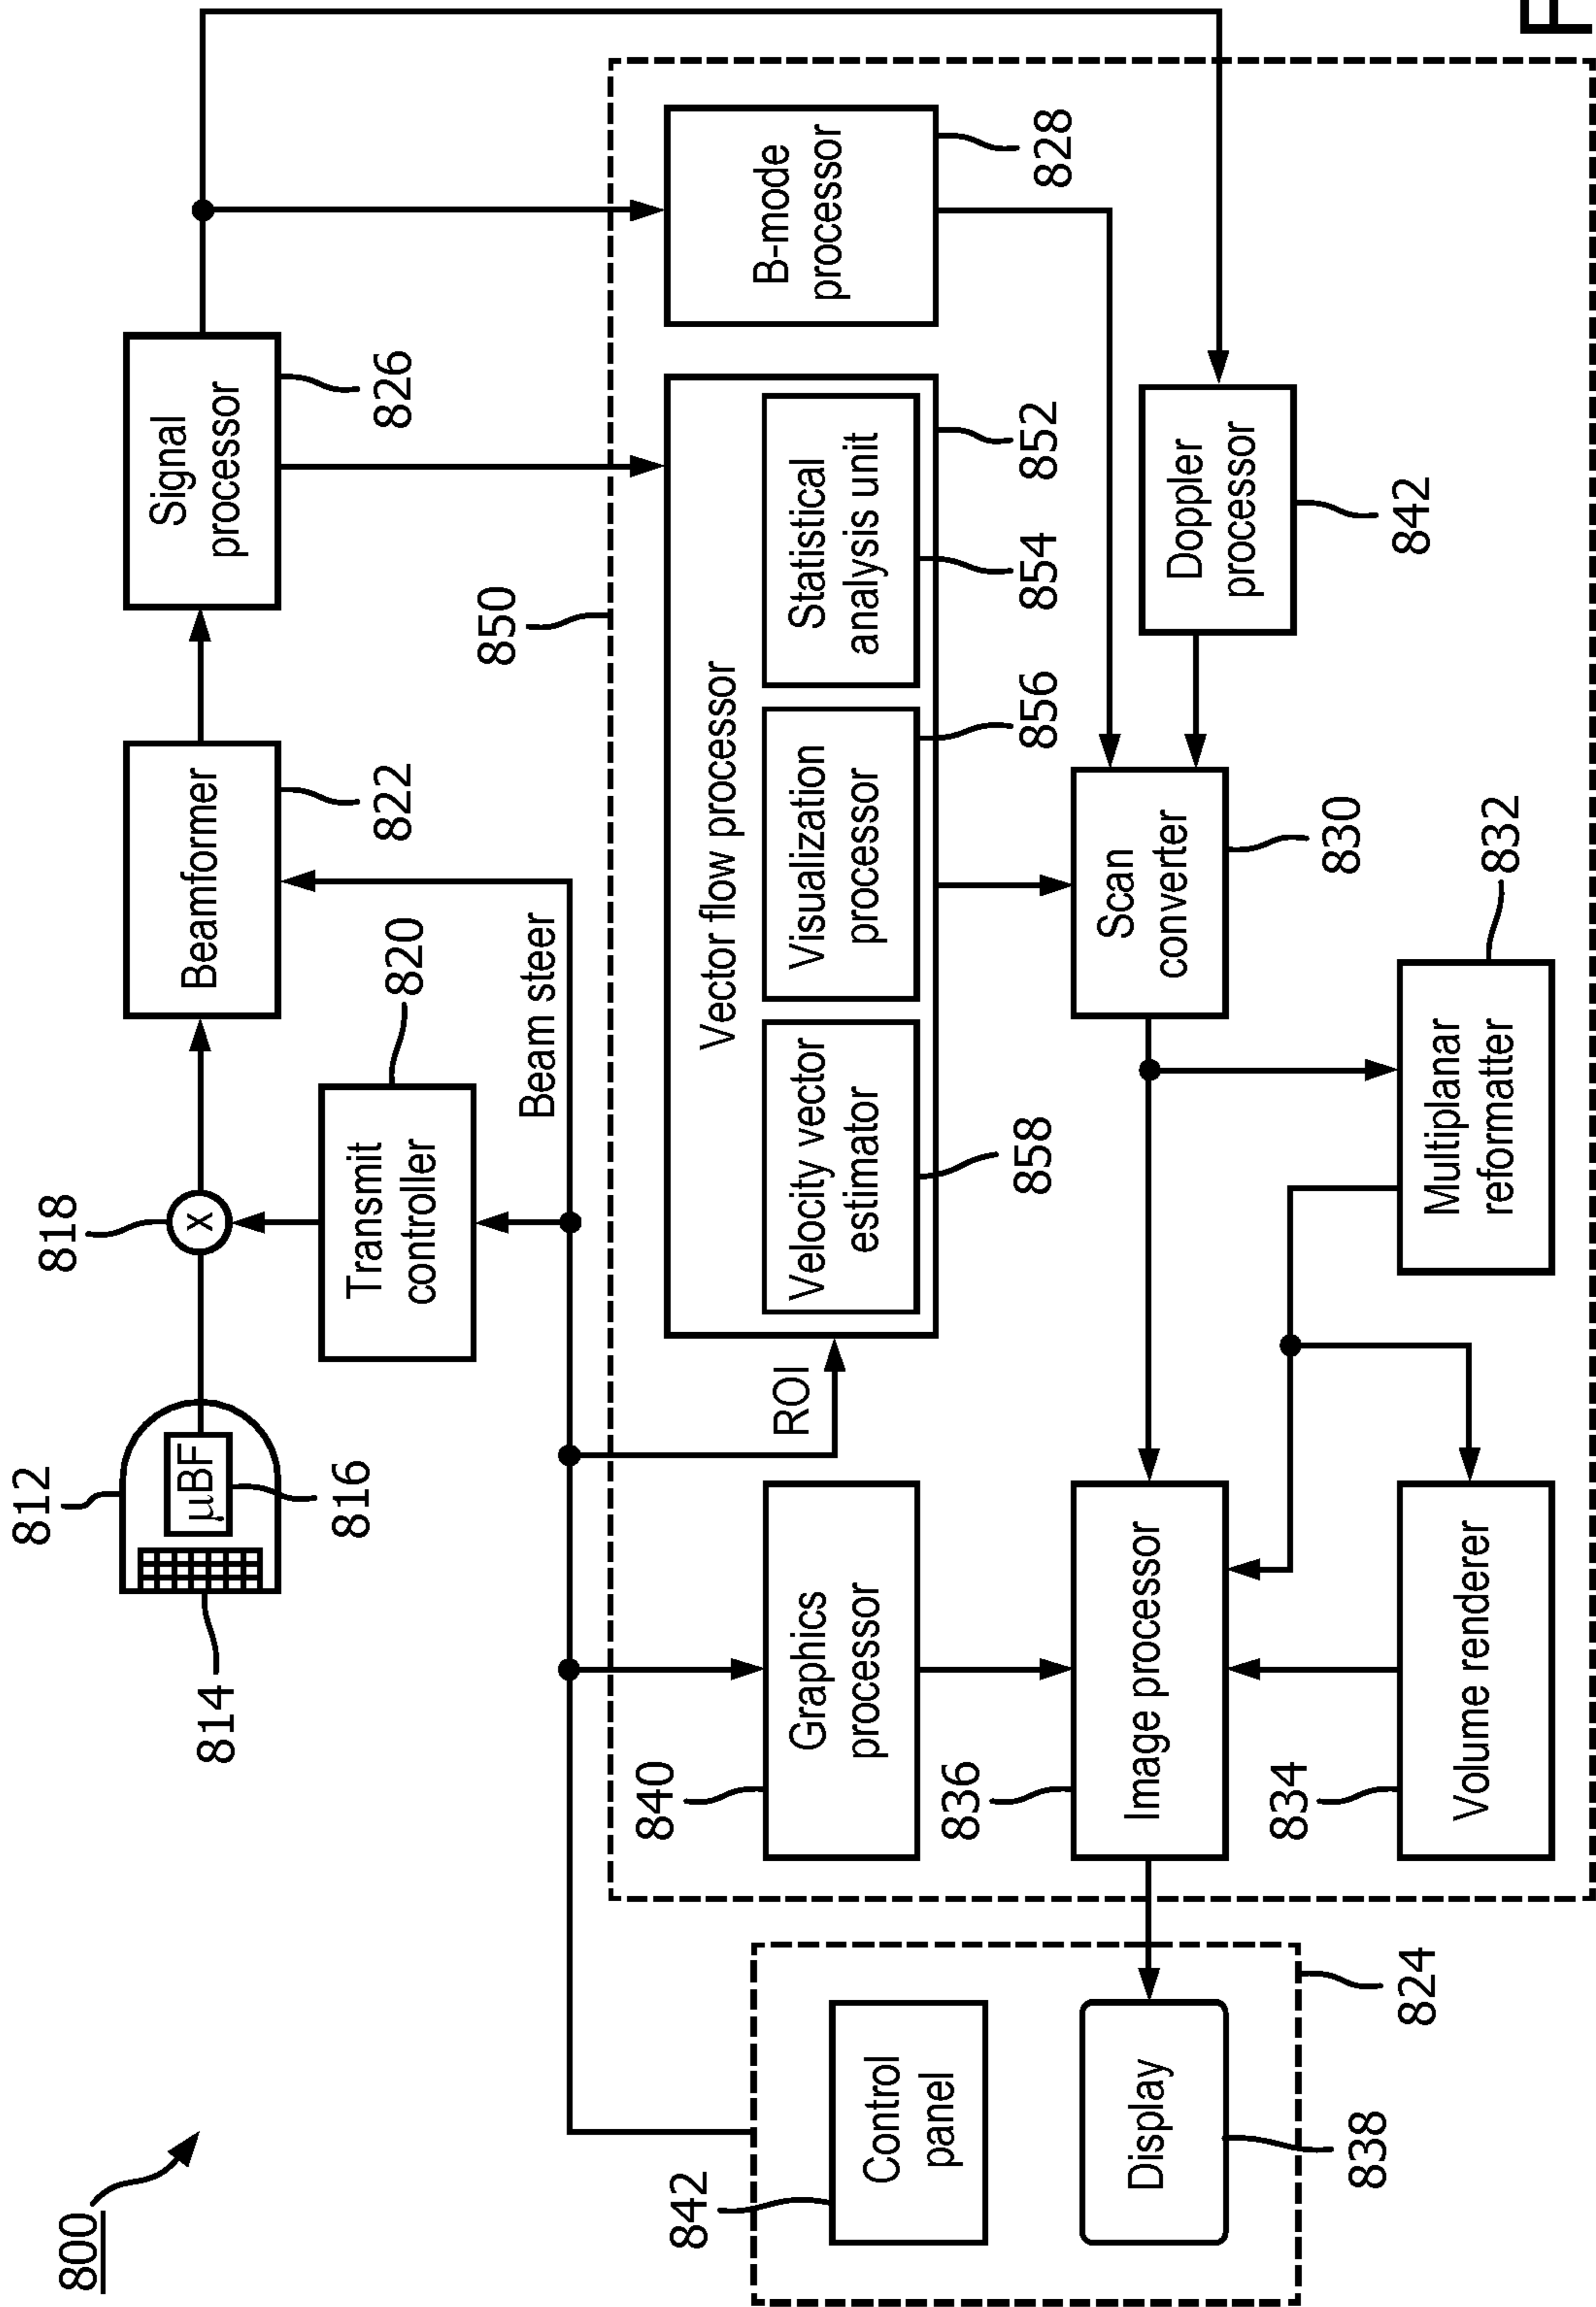 800
812
814
μBF
816
818
X
Transmit
controller
820
Beamformer
822
Signal
processor
826
Beam steer
850
ROI
Vector flow processor
Velocity vector
estimator
858
Visualization
processor
856
Statistical
analysis unit
854
852
B-mode
processor
828
Graphics
processor
840
Image processor
836
Scan
converter
830
Doppler
processor
842
Volume renderer
834
Multiplanar
reformatter
832
Control
panel
842
Display
838
824
F